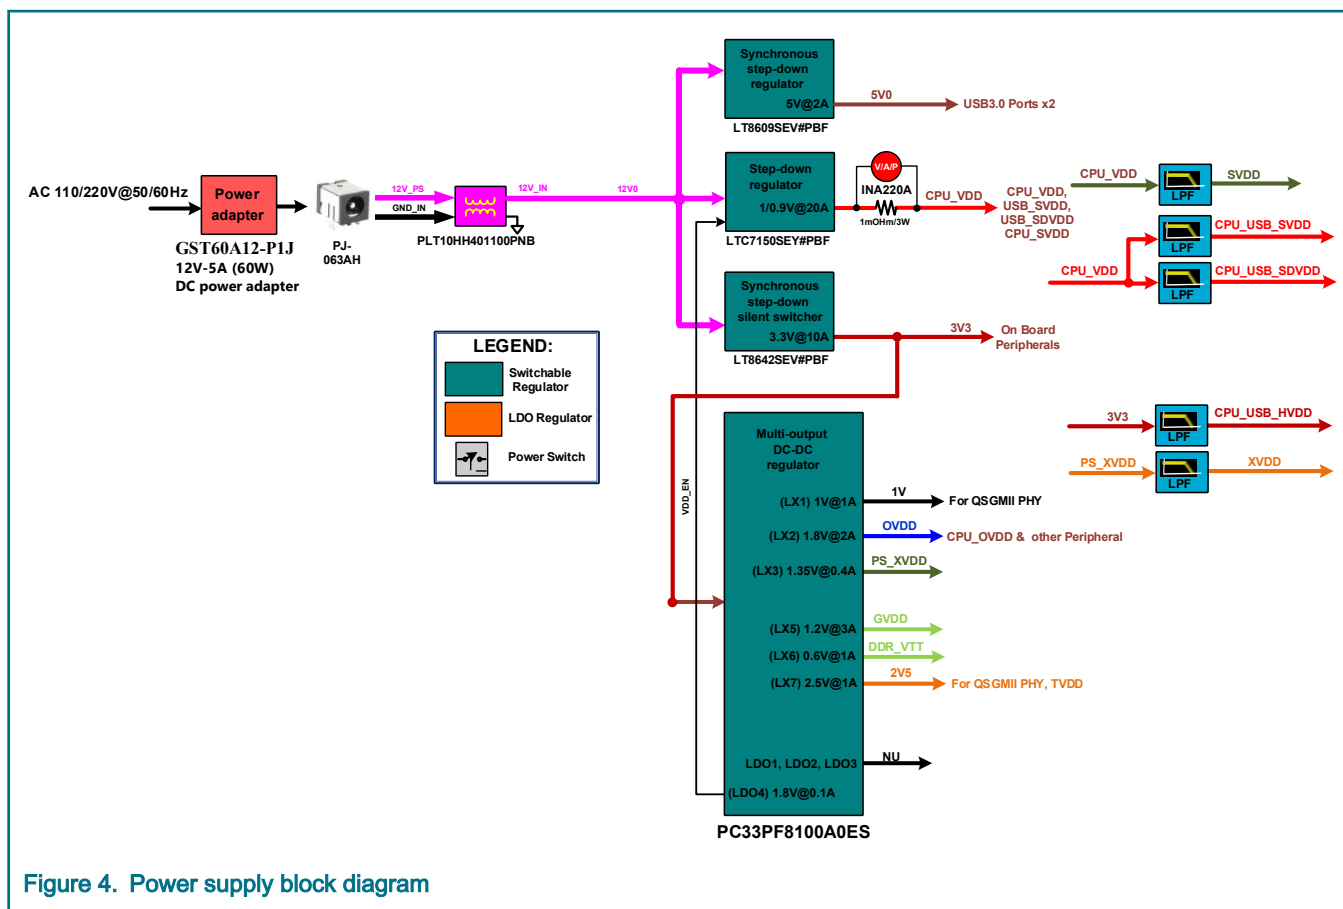 Synchronous
step-down
regulator
5V@2A
LT8609SEV#PBF
5V0
USB3.0 Ports x2
AC 110/220V@50/60Hz
Power
adapter
GST60A12-P1J
12V-5A (60W)
DC power adapter
PJ-
063AH
12V_PS
GND_IN
PLT10HH401100PNB
12V_IN
12V0
Step-down
regulator
1/0.9V@20A
LTC7150SEY#PBF
V/A/P
INA220A
1mOHm/3W
CPU_VDD
CPU_VDD,
USB_SVDD,
USB_SDVDD
CPU_SVDD
CPU_VDD
LPF
SVDD
CPU_VDD
LPF
CPU_USB_SVDD
LPF
CPU_USB_SDVDD
Synchronous
step-down
silent switcher
3.3V@10A
LT8642SEV#PBF
3V3
On Board
Peripherals
LEGEND:
Switchable
Regulator
LDO Regulator
Power Switch
3V3
LPF
CPU_USB_HVDD
PS_XVDD
LPF
XVDD
VDD_EN
Multi-output
DC-DC
regulator
(LX1) 1V@1A
1V
For QSGMII PHY
(LX2) 1.8V@2A
OVDD
CPU_OVDD & other Peripheral
(LX3) 1.35V@0.4A
PS_XVDD
(LX5) 1.2V@3A
GVDD
(LX6) 0.6V@1A
DDR_VTT
(LX7) 2.5V@1A
2V5
For QSGMII PHY, TVDD
LDO1, LDO2, LDO3
NU
(LDO4) 1.8V@0.1A
PC33PF8100A0ES
Figure 4. Power supply block diagram